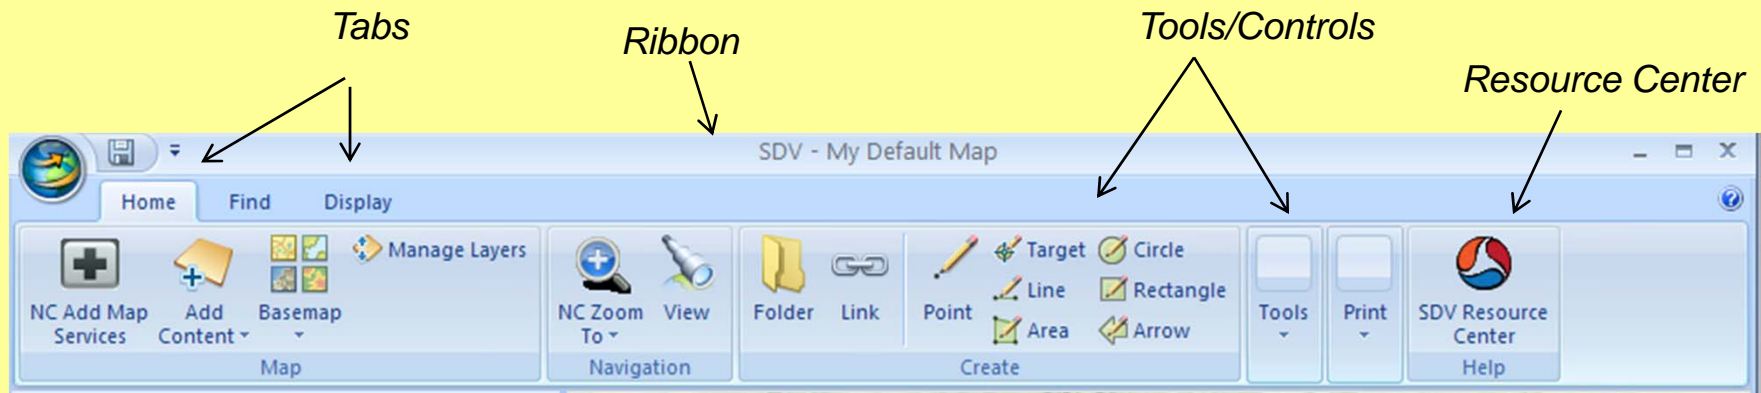 Tabs
Ribbon
Tools/Controls
Resource Center
SDV - My Default Map
Home Find Display
NC Add Map Services
Add Content
Basemap
Manage Layers
Map
NC Zoom To
View
Navigation
Folder
Link
Point
Target
Line
Area
Circle
Rectangle
Arrow
Create
Tools
Print
SDV Resource Center
Help